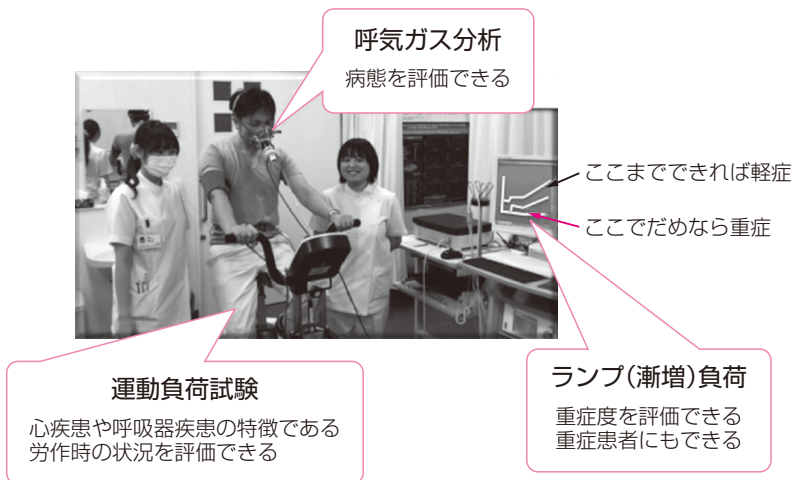 呼気ガス分析
病態を評価できる
ここまでできれば軽症
ここでだめなら重症
運動負荷試験
心疾患や呼吸器疾患の特徴である
労作時の状況を評価できる
ランプ(漸増)負荷
重症度を評価できる
重症患者にもできる